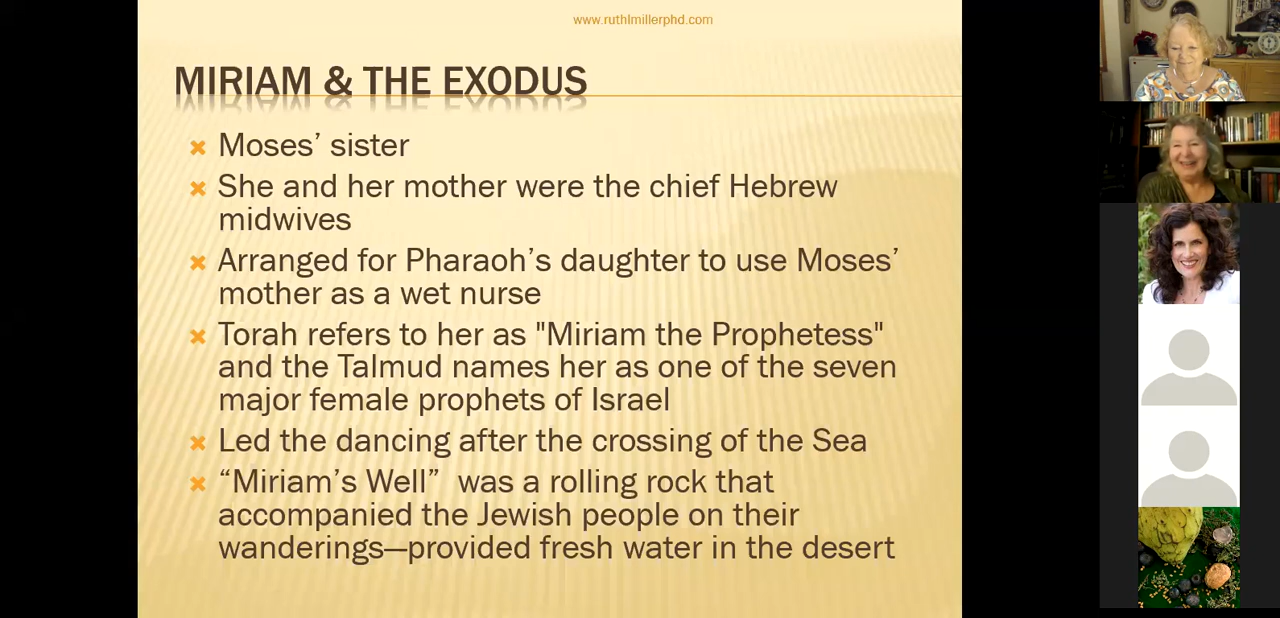 www.ruthlmillerphd.com
MIRIAM & THE EXODUS
Moses’ sister
She and her mother were the chief Hebrew
midwives
Arranged for Pharaoh’s daughter to use Moses’
mother as a wet nurse
Torah refers to her as "Miriam the Prophetess"
and the Talmud names her as one of the seven
major female prophets of Israel
Led the dancing after the crossing of the Sea
“Miriam’s Well” was a rolling rock that
accompanied the Jewish people on their
wanderings—provided fresh water in the desert